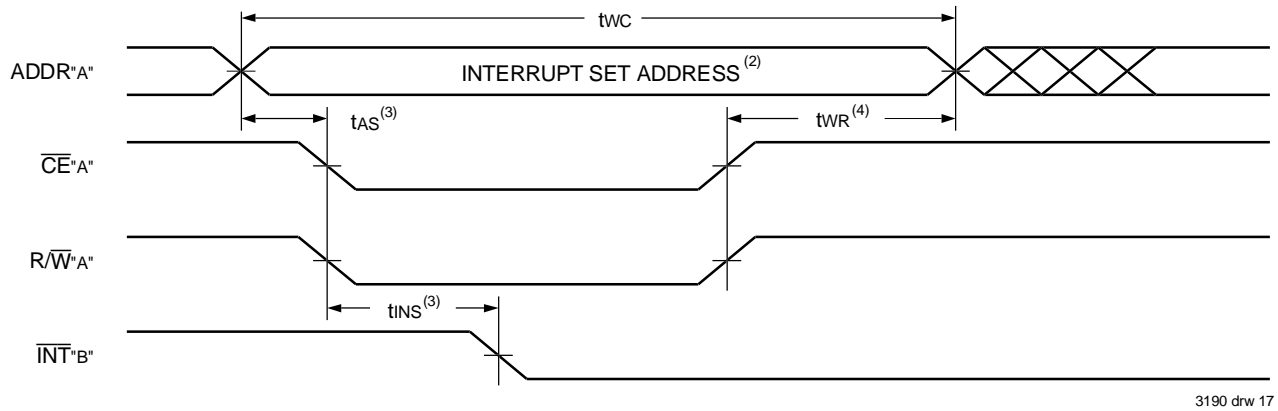 tWC
ADDR"A"
INTERRUPT SET ADDRESS(2)
tAS(3)
tWR(4)
CE"A"
R/W"A"
tINS(3)
INT"B"
3190 drw 17